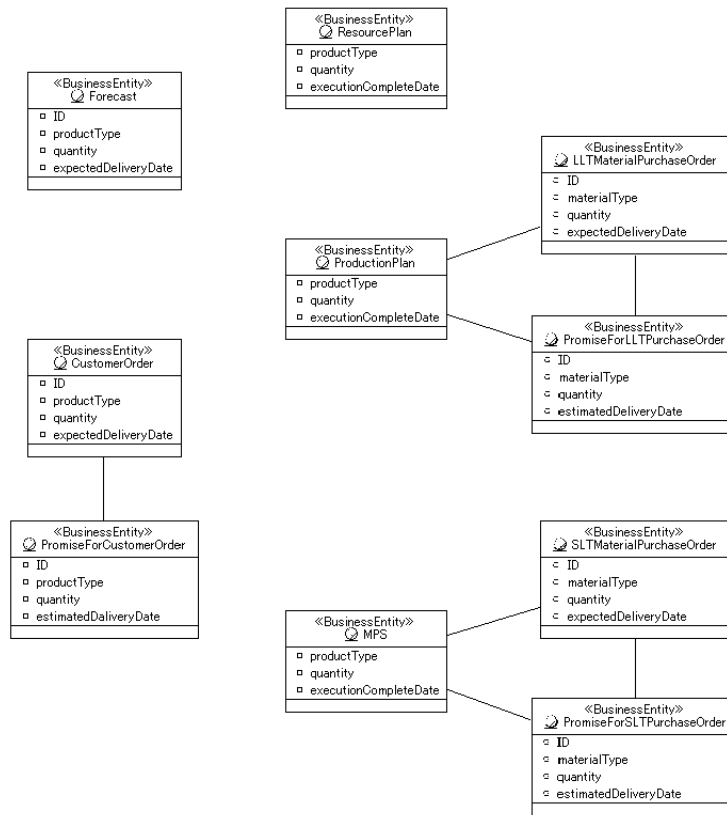 «BusinessEntity»
ResourcePlan
productType
quantity
executionCompleteDate
«BusinessEntity»
Forecast
ID
productType
quantity
expectedDeliveryDate
«BusinessEntity»
LLTMaterialPurchaseOrder
ID
materialType
quantity
expectedDeliveryDate
«BusinessEntity»
ProductionPlan
productType
quantity
executionCompleteDate
«BusinessEntity»
PromiseForLLTPurchaseOrder
ID
materialType
quantity
estimatedDeliveryDate
«BusinessEntity»
CustomerOrder
ID
productType
quantity
expectedDeliveryDate
«BusinessEntity»
PromiseForCustomerOrder
ID
productType
quantity
estimatedDaliveryDate
«BusinessEntity»
SLTMaterialPurchaseOrder
ID
materialType
quantity
expectedDeliveryDate
«BusinessEntity»
MPS
productType
quantity
executionCompleteDate
«BusinessEntity»
PromiseForSLTPurchaseOrder
ID
materialType
quantity
estimatedDeliveryDate